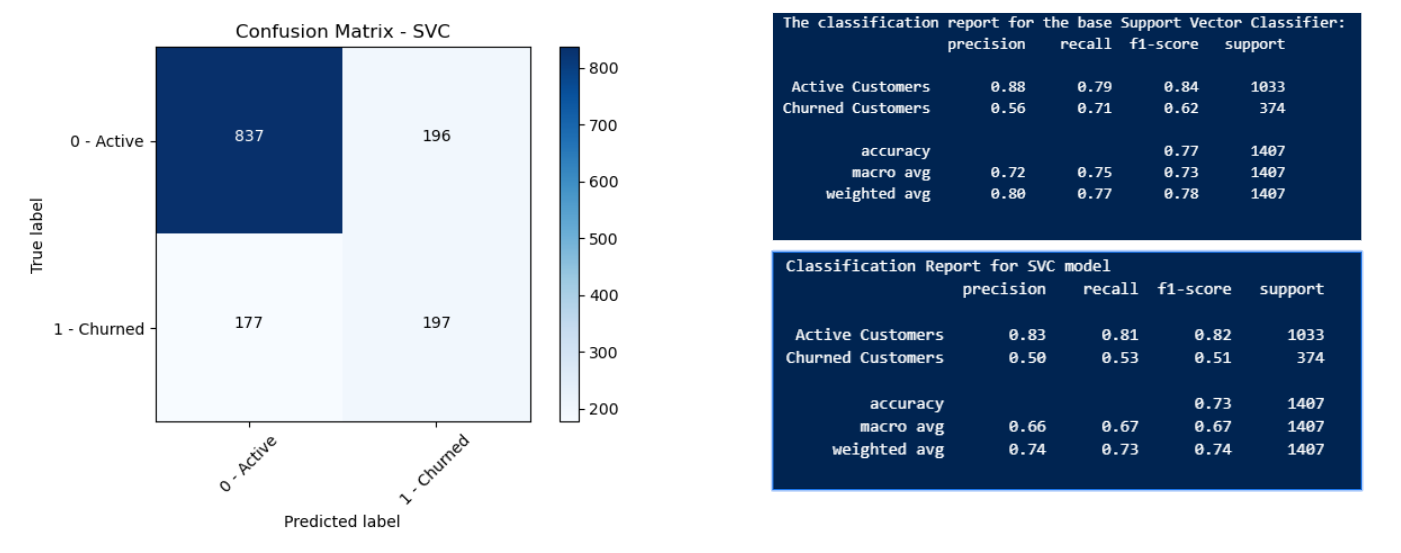 Confusion Matrix - SVC
True label
0 - Active
1 - Churned
837 196
177 197
0 - Active 1 - Churned
Predicted label
800
700
600
500
400
300
200
The classification report for the base Support Vector Classifier:
precision recall f1-score support
Active Customers 0.88 0.79 0.84 1033
Churned Customers 0.56 0.71 0.62 374
accuracy 0.77 1407
macro avg 0.72 0.75 0.73 1407
weighted avg 0.80 0.77 0.78 1407
Classification Report for SVC model
precision recall f1-score support
Active Customers 0.83 0.81 0.82 1033
Churned Customers 0.50 0.53 0.51 374
accuracy 0.73 1407
macro avg 0.66 0.67 0.67 1407
weighted avg 0.74 0.73 0.74 1407